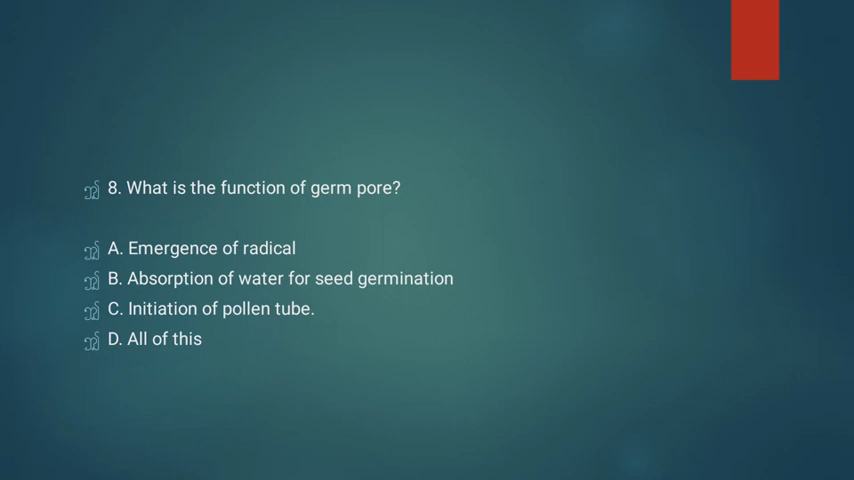 8. What is the function of germ pore?
A. Emergence of radical
B. Absorption of water for seed germination
C. Initiation of pollen tube.
D. All of this